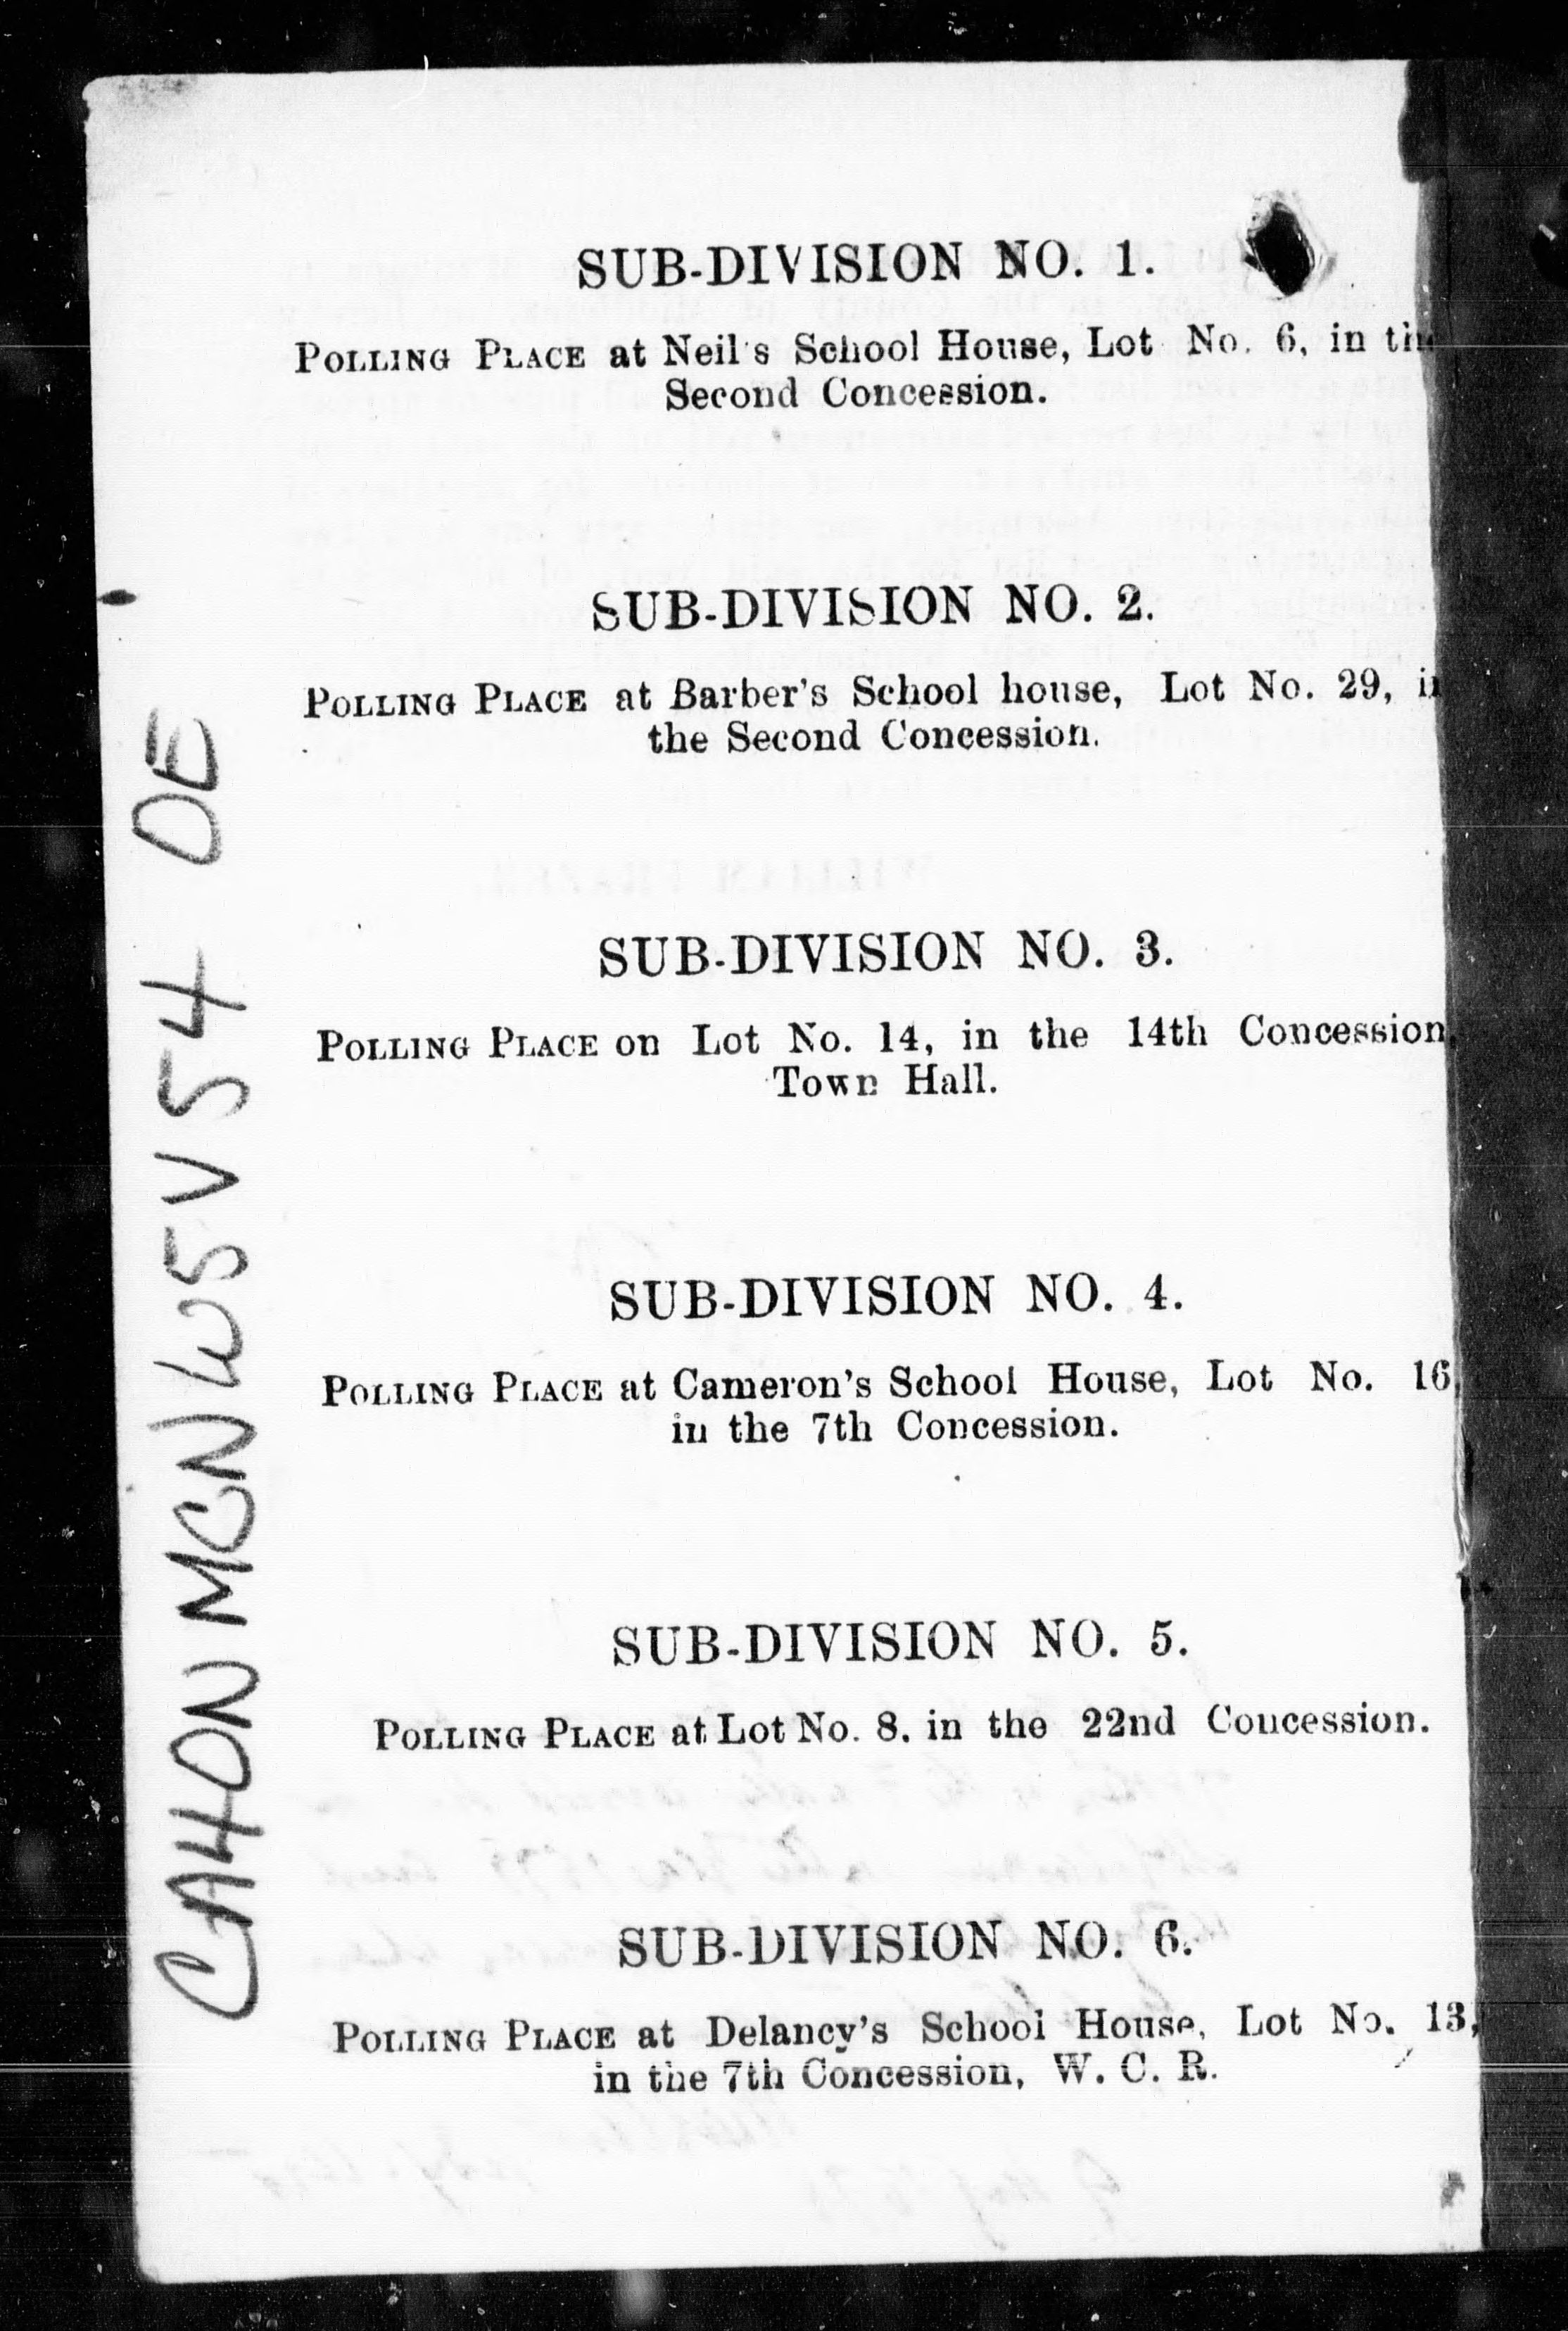 SUB-DIVISION NO. 1.
POLLING PLACE at Neil's School House, Lot No. 6, in the
Second Concession.
SUB-DIVISION NO. 2.
POLLING PLACE at Barber's School house, Lot No. 29, in
the Second Concession.
SUB-DIVISION NO. 3.
POLLING PLACE on Lot No. 14, in the 14th Concession,
Town Hall.
SUB-DIVISION NO. 4.
POLLING PLACE at Cameron's School House, Lot No. 16,
in the 7th Concession.
SUB-DIVISION NO. 5.
POLLING PLACE at Lot No. 8. in the 22nd Concession.
SUB-DIVISION NO. 6.
POLLING PLACE at Delancy's School House, Lot No. 13,
in the 7th Concession, W. C. R.
CAHON MCN W5V54 DE